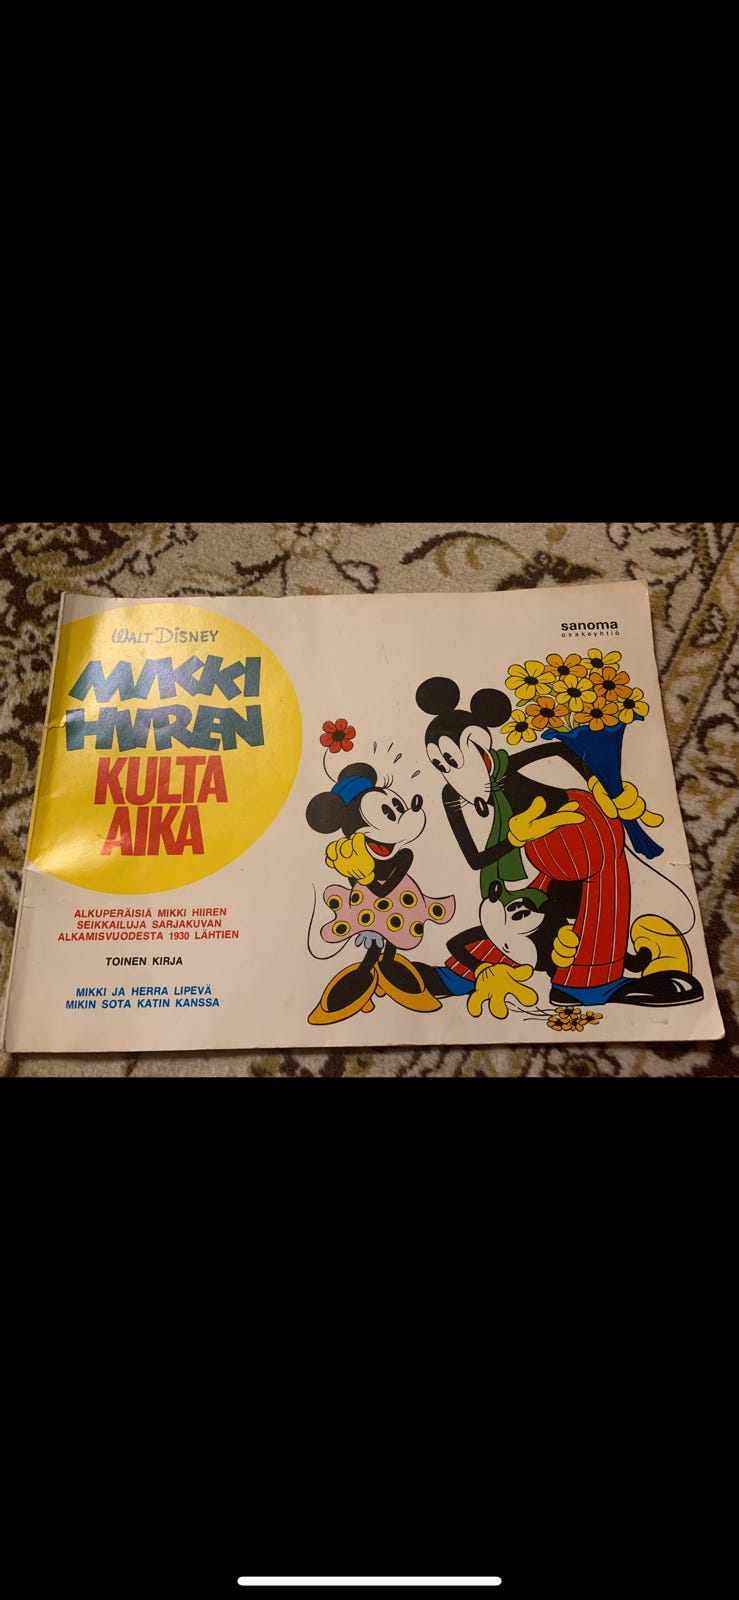 WALT DISNEY
MIKKI
HIIREN
KULTA
AIKA
sanoma
osakeyhtiö
ALKUPERÄISIÄ MIKKI HIIREN
SEIKKAILUJA SARJAKUVAN
ALKAMISVUODESTA 1930 LÄHTIEN
TOINEN KIRJA
MIKKI JA HERRA LIPEVÄ
MIKIN SOTA KATIN KANSSA